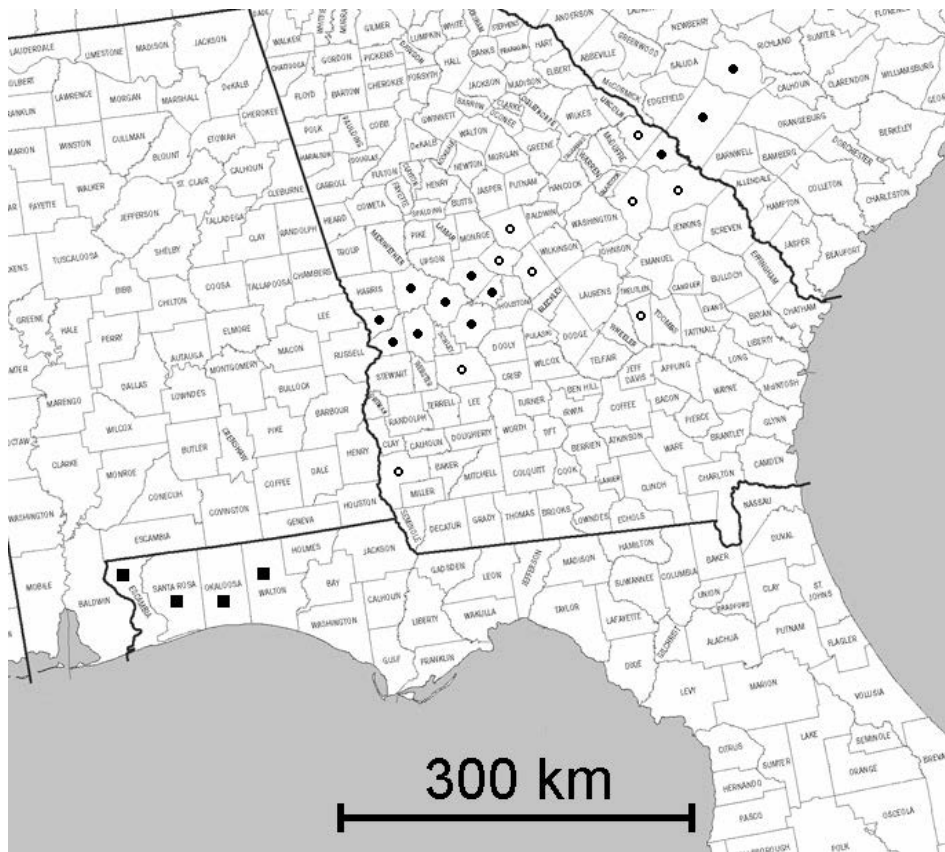 LAUDERDALE
LIMESTONE
MADISON
JACKSON
LAWRENCE
MORGAN
MARSHALL
DeKALB
CHEROKEE
WINSTON
CULLMAN
BLOUNT
ETOWAH
CALHOUN
ST. CLAIR
CLEBURNE
WALKER
FAYETTE
JEFFERSON
TALLADEGA
CLAY
RANDOLPH
TUSCALOOSA
SHELBY
BIBB
CHILTON
COOSA
TALLAPOOSA
CHAMBERS
LEE
GREENE
HALE
PERRY
AUTAUGA
ELMORE
MACON
RUSSELL
MONTGOMERY
DALLAS
LOWNDES
BULLOCK
MARENGO
WILCOX
BUTLER
CRENSHAW
PIKE
BARBOUR
CLARKE
MONROE
CONECUH
COVINGTON
COFFEE
DALE
HENRY
HOUSTON
GENEVA
ESCAMBIA
WASHINGTON
MOBILE
BALDWIN
WALKER
GILMER
LUMPKIN
WHITE
STEPHENS
CHATOOGA
GORDON
PICKENS
DAWSON
HALL
BANKS
FRANKLIN
HART
FLOYD
BARTOW
CHEROKEE
FORSYTH
JACKSON
MADISON
ELBERT
POLK
PAULDING
COBB
GWINNETT
BARROW
CLARKE
OCONEE
OGLETHORPE
WILKES
LINCOLN
HARALSON
DOUGLAS
FULTON
DeKALB
ROCKDALE
WALTON
MORGAN
GREENE
McDUFFIE
WARREN
CARROLL
FAYETTE
HENRY
NEWTON
JASPER
PUTNAM
HANCOCK
HEARD
COWETA
SPALDING
BUTTS
BALDWIN
WASHINGTON
TROUP
MERIWETHER
PIKE
LAMAR
MONROE
UPSON
WILKINSON
JOHNSON
JENKINS
SCREVEN
EMANUEL
HARRIS
HOUSTON
BLECKLEY
LAURENS
TREUTLEN
CANDLER
BULLOCH
EFFINGHAM
STEWART
WEBSTER
SCHLEY
DOOLY
PULASKI
DODGE
WHEELER
TOOMBS
EVANS
TATTNALL
BRYAN
CHATHAM
LIBERTY
LONG
CRISP
WILCOX
TELFAIR
JEFF
DAVIS
APPLING
WAYNE
McINTOSH
RANDOLPH
TERRELL
LEE
TURNER
BEN HILL
IRWIN
COFFEE
BACON
PIERCE
GLYNN
CLAY
CALHOUN
DOUGHERTY
WORTH
TIFT
BERRIEN
ATKINSON
WARE
BRANTLEY
CAMDEN
BAKER
MITCHELL
COLQUITT
COOK
LANIER
CLINCH
CHARLTON
MILLER
SEMINOLE
DECATUR
GRADY
THOMAS
BROOKS
LOWNDES
ECHOLS
ANDERSON
ABBEVILLE
GREENWOOD
NEWBERRY
McCORMICK
SALUDA
EDGEFIELD
RICHLAND
SUMTER
CALHOUN
CLARENDON
WILLIAMSBURG
ORANGEBURG
BERKELEY
DORCHESTER
BARNWELL
BAMBERG
ALLENDALE
COLLETON
CHARLESTON
HAMPTON
JASPER
BEAUFORT
ESCAMBIA
SANTA ROSA
OKALOOSA
WALTON
HOLMES
JACKSON
BAY
WASHINGTON
CALHOUN
GULF
GADSDEN
LIBERTY
FRANKLIN
LEON
WAKULLA
JEFFERSON
MADISON
TAYLOR
HAMILTON
SUWANNEE
LAFAYETTE
DIXIE
COLUMBIA
GILCHRIST
BAKER
UNION
BRADFORD
ALACHUA
LEVY
NASSAU
DUVAL
CLAY
ST.
JOHNS
PUTNAM
FLAGLER
MARION
VOLUSIA
CITRUS
SUMTER
LAKE
SEMINOLE
ORANGE
HERNANDO
PASCO
OSCEOLA
POLK
300 km